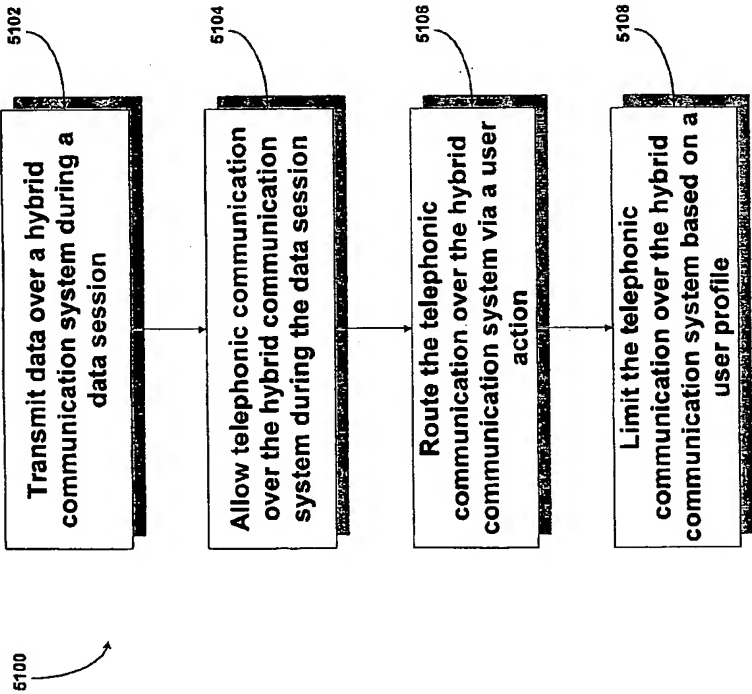 5100
5102
Transmit data over a hybrid
communication system during a
data session
5104
Allow telephonic communication
over the hybrid communication
system during the data session
5106
Route the telephonic
communication over the hybrid
communication system via a user
action
5108
Limit the telephonic
communication over the hybrid
communication system based on a
user profile